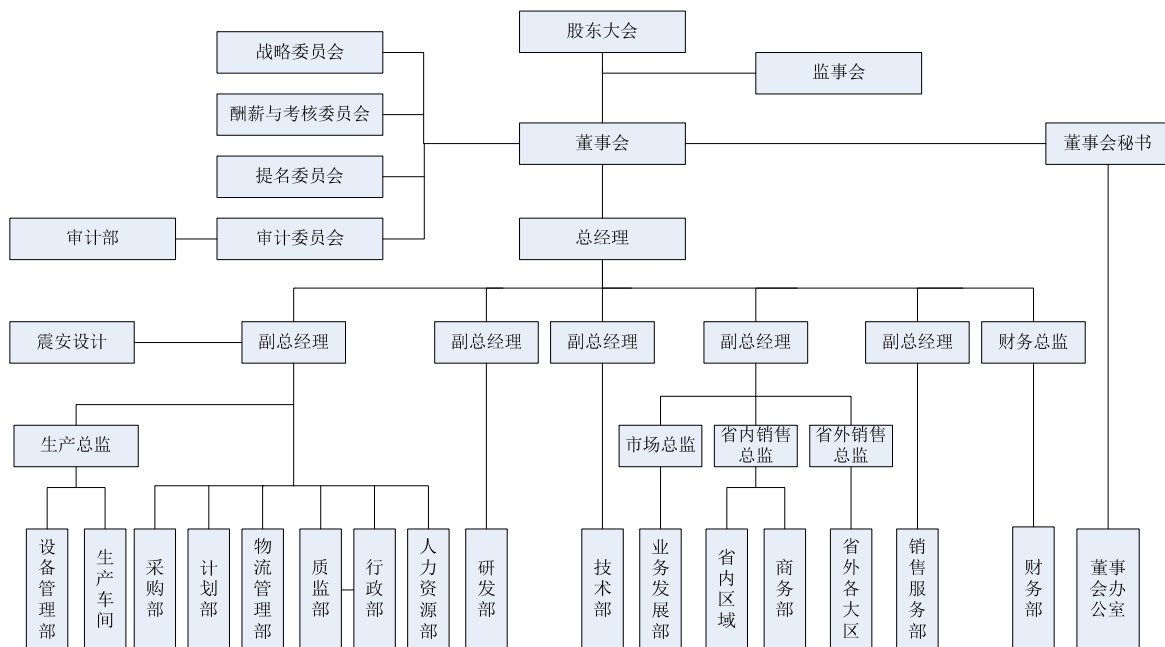 股东大会
战略委员会
监事会
酬薪与考核委员会
董事会
董事会秘书
提名委员会
审计部
审计委员会
总经理
震安设计
副总经理
副总经理
副总经理
副总经理
副总经理
财务总监
生产总监
市场总监
省内销售
总监
省外销售
总监
设备管理部
生产车间
采购部
计划部
物流管理部
质监部
行政部
人力资源部
研发部
技术部
业务发展部
省内区域
商务部
省外各大区
销售服务部
财务部
董事
会办
公室